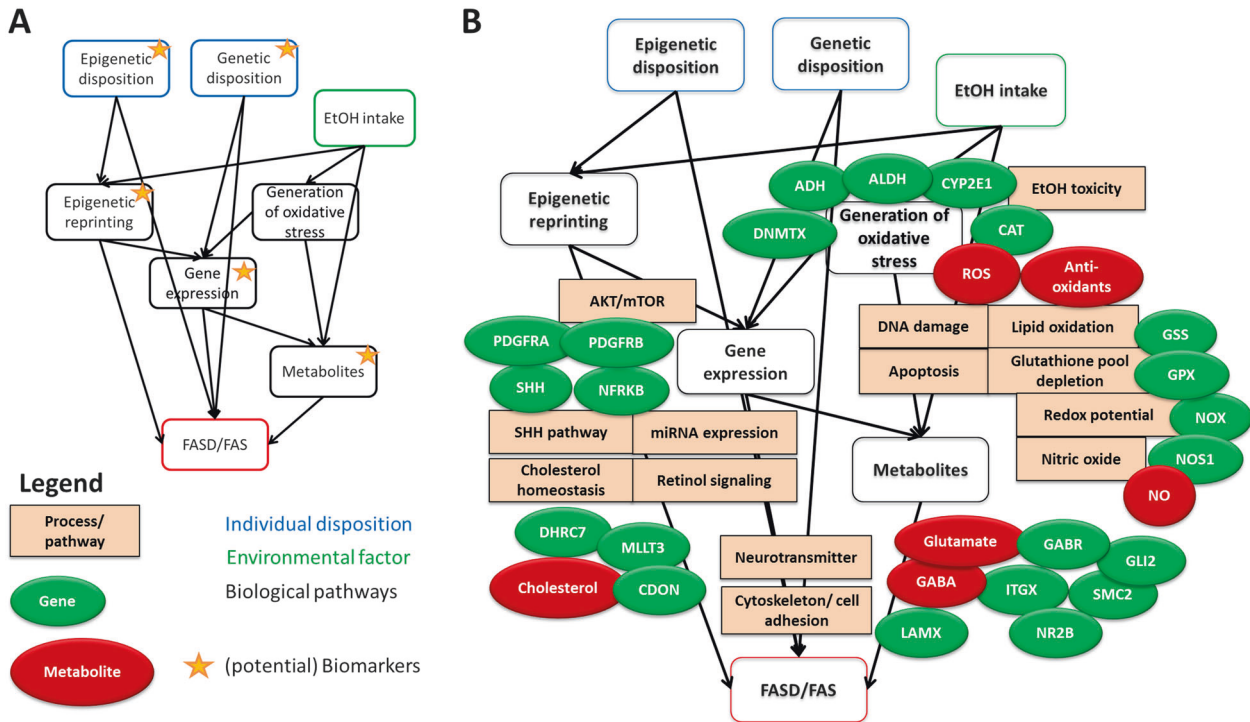 A
Epigenetic
disposition
Genetic
disposition
EtOH intake
Epigenetic
reprinting
Generation
of oxidative
stress
Gene
expression
Metabolites
FASD/FAS
Legend
Process/
pathway
Gene
Metabolite
Individual disposition
Environmental factor
Biological pathways
(potential) Biomarkers
B
Epigenetic
disposition
Genetic
disposition
EtOH intake
Epigenetic
reprinting
ADH
ALDH
CYP2E1
EtOH toxicity
DNMTX
Generation of
oxidative
stress
CAT
ROS
Anti-
oxidants
AKT/mTOR
PDGFRA
PDGFRB
SHH
NFRKB
Gene
expression
DNA damage
Lipid oxidation
GSS
Apoptosis
Glutathione pool
depletion
GPX
Redox potential
NOX
SHH pathway
miRNA expression
Nitric oxide
NOS1
NO
Cholesterol
homeostasis
Retinol signaling
Metabolites
DHRC7
MLLT3
Cholesterol
CDON
Neurotransmitter
Cytoskeleton/ cell
adhesion
Glutamate
GABR
GLI2
GABA
ITGX
SMC2
LAMX
NR2B
FASD/FAS